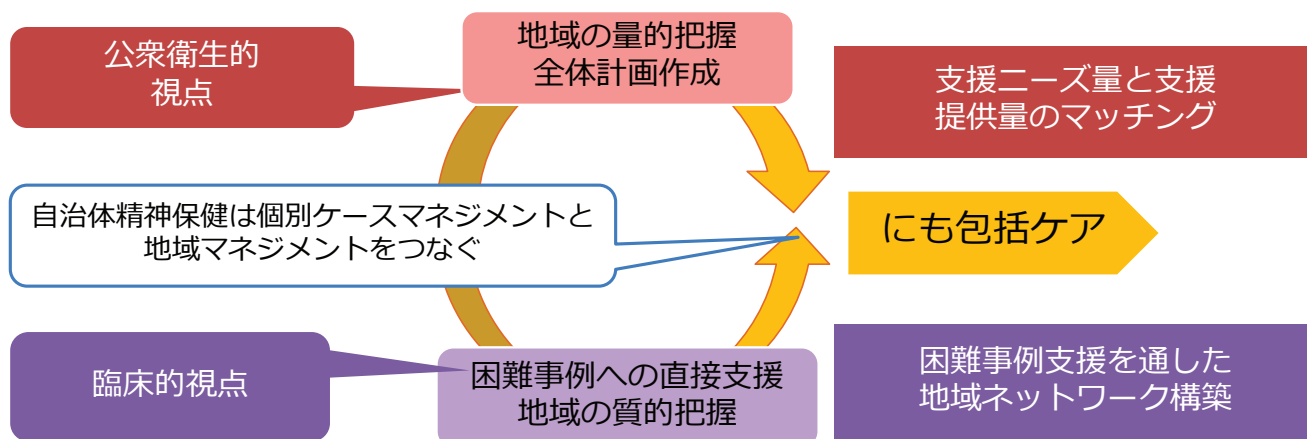 公衆衛生的
視点
地域の量的把握
全体計画作成
支援ニーズ量と支援
提供量のマッチング
自治体精神保健は個別ケースマネジメントと
地域マネジメントをつなぐ
にも包括ケア
臨床的視点
困難事例への直接支援
地域の質的把握
困難事例支援を通した
地域ネットワーク構築